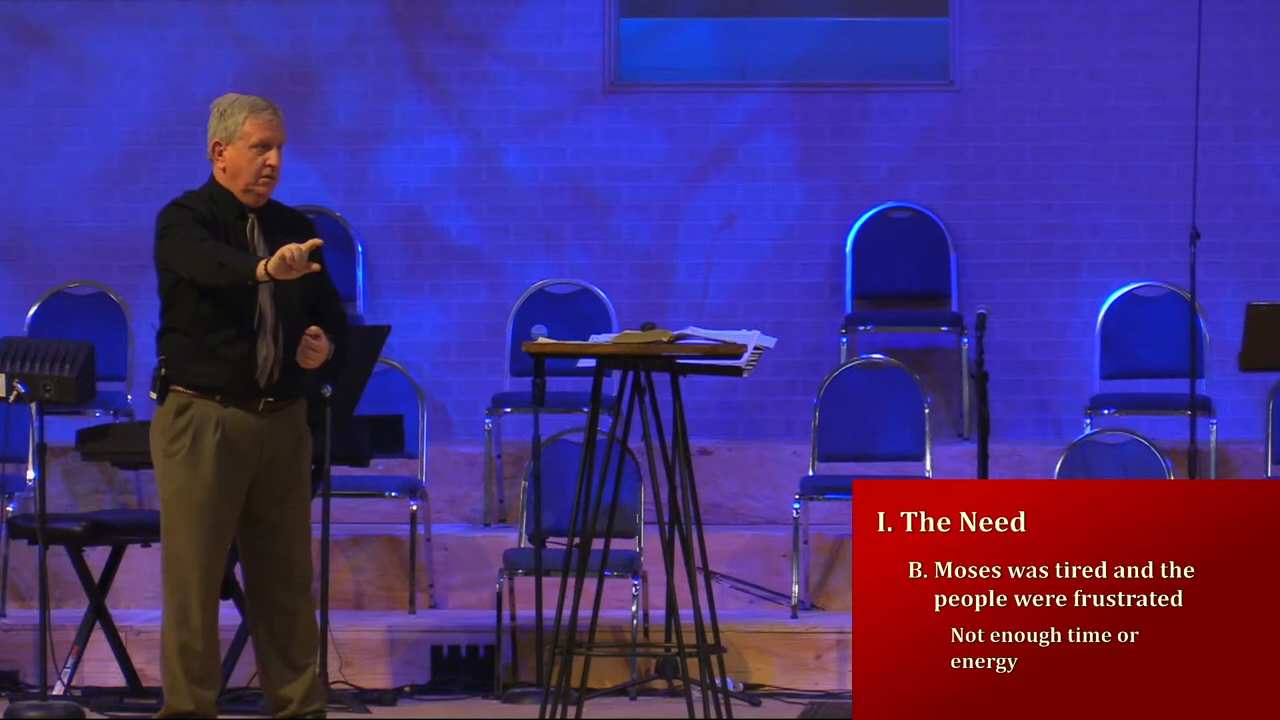 I. The Need
B. Moses was tired and the
people were frustrated
Not enough time or
energy